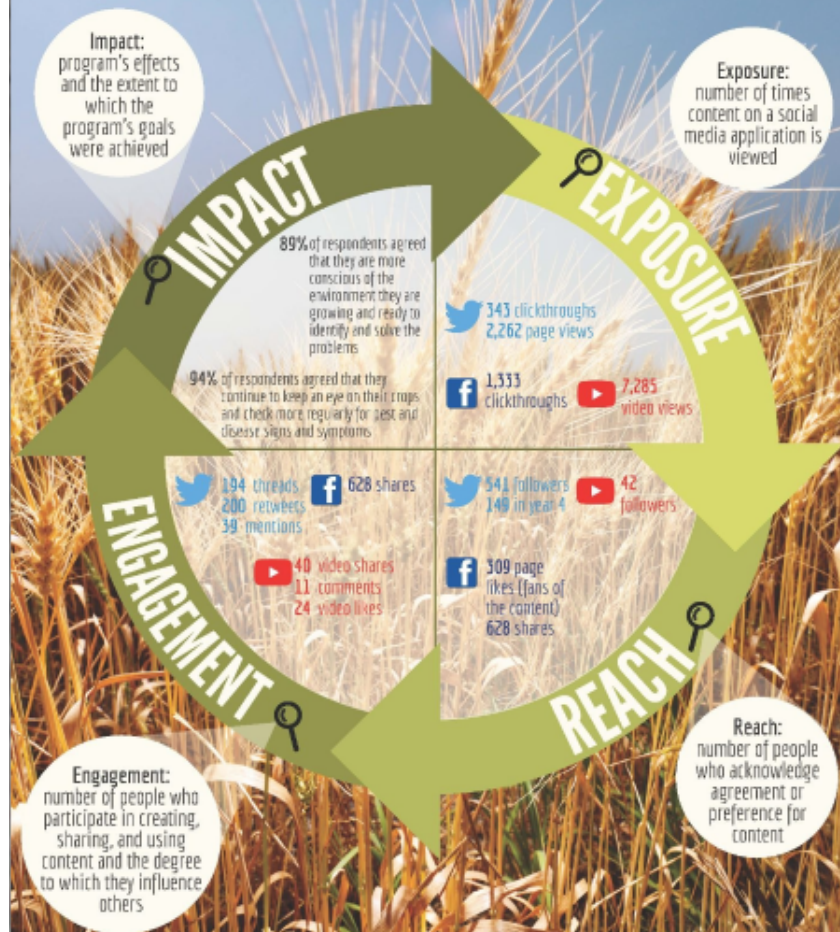 Impact:
program's effects
and the extent to
which the
program's goals
were achieved
Exposure:
number of times
content on a social
media application is
viewed
IMPACT
EXPOSURE
89% of respondents agreed
that they are more
conscious of the
environment they are
growing and ready to
identify and solve the
problems
94% of respondents agreed that they
continue to keep an eye on their crops
and check more regularly for pest and
disease signs and symptoms
343 clickthroughs
2,262 page views
1,333
clickthroughs
7,285
video views
194 threads
200 retweets
39 mentions
628 shares
40 video shares
11 comments
24 video likes
541 followers
149 in year 4
42
followers
309 page
likes (fans of
the content)
628 shares
ENGAGEMENT
REACH
Engagement:
number of people who
participate in creating,
sharing, and using
content and the degree
to which they influence
others
Reach:
number of people
who acknowledge
agreement or
preference for
content